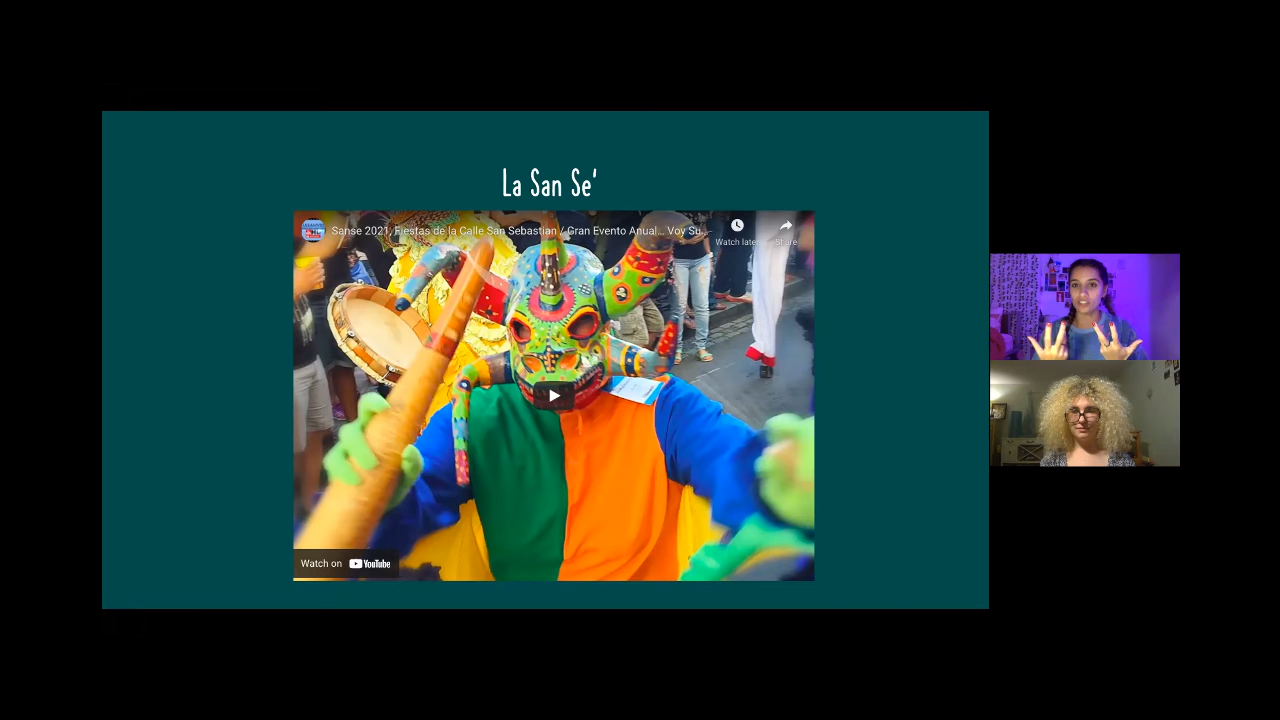 La San Se'
Sanse 2021, Fiestas de la Calle San Sebastian / Gran Evento Anual... Voy Su...
Watch later
Share
Watch on YouTube